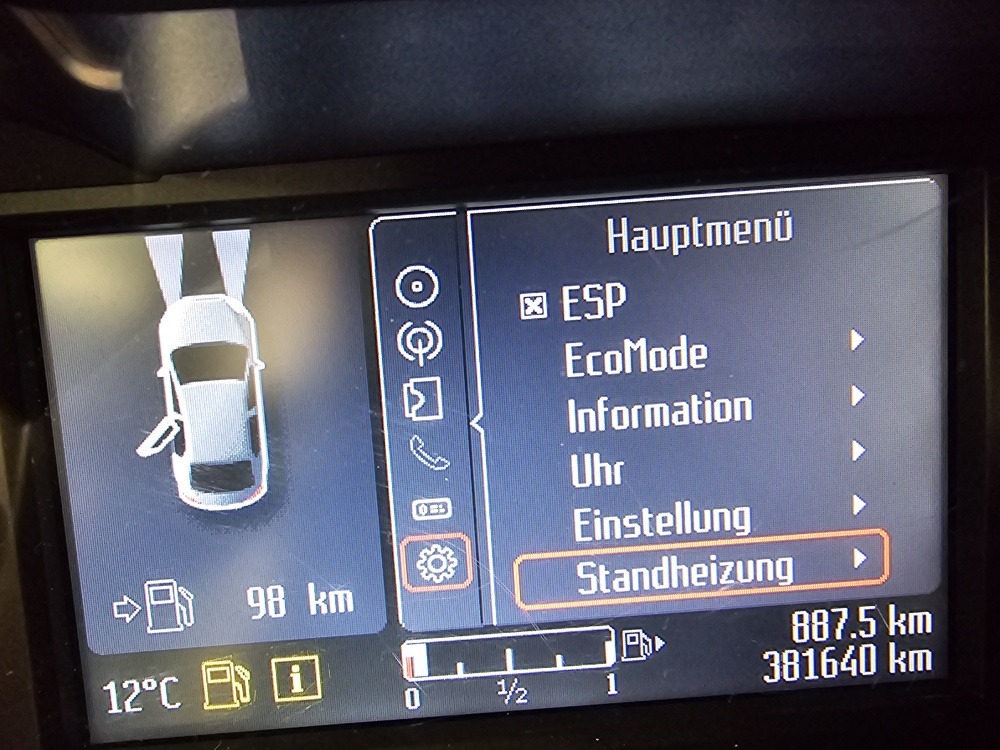 Hauptmenü
ESP
EcoMode
Information
Uhr
Einstellung
Standheizung
98 km
12°C
i
0
1/2
1
887.5 km
381640 km